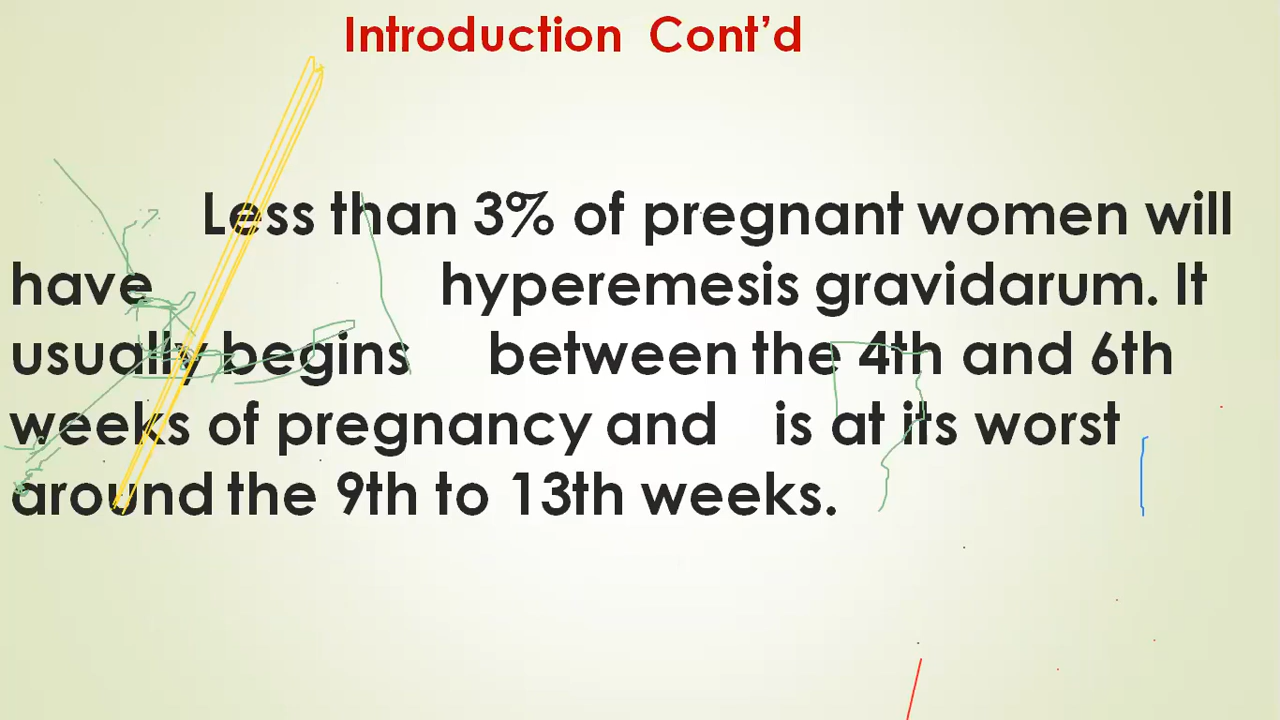 Introduction Cont’d
Less than 3% of pregnant women will
have hyperemesis gravidarum. It
usually begins between the 4th and 6th
weeks of pregnancy and is at its worst
around the 9th to 13th weeks.